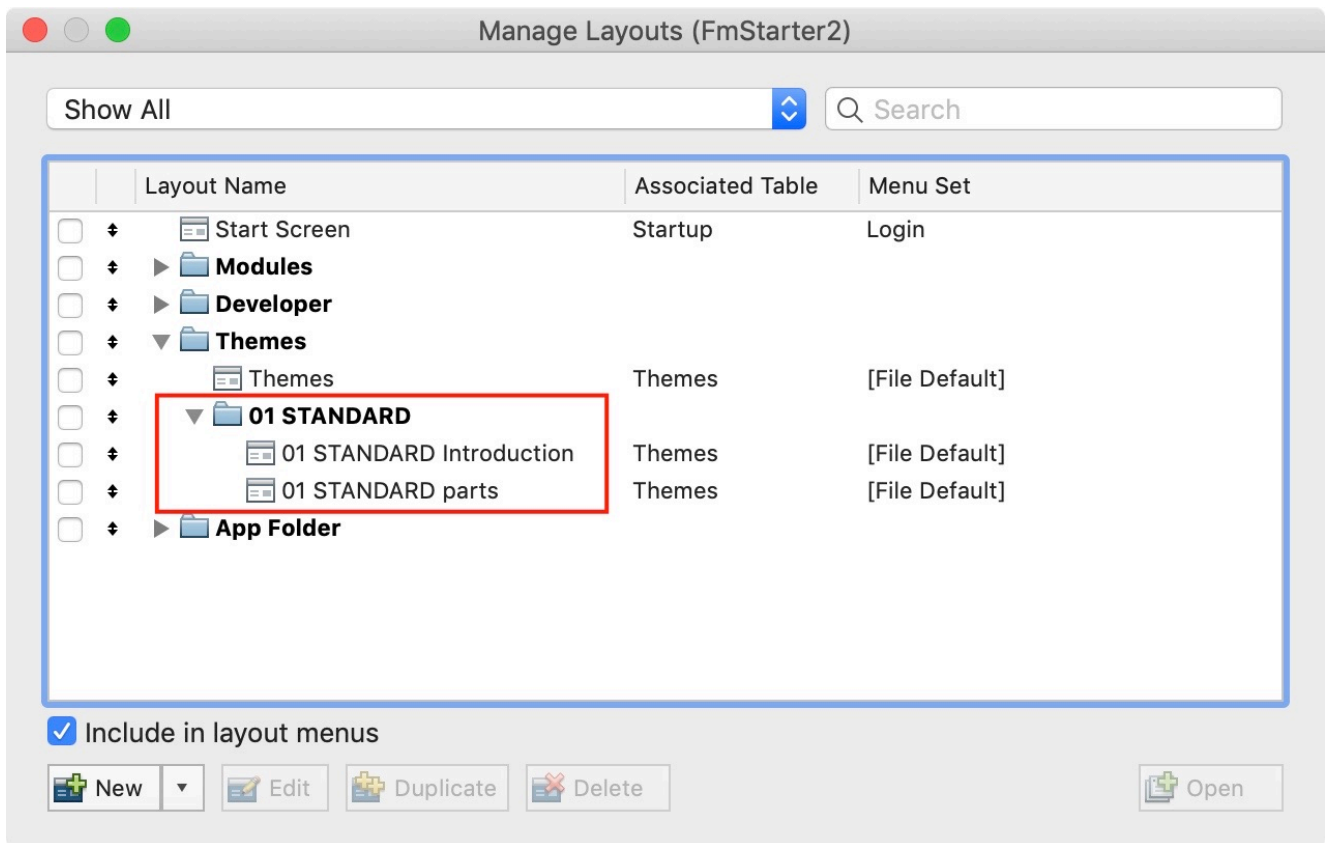 Manage Layouts (FmStarter2)
Show All Search
Layout Name Associated Table Menu Set
Start Screen Startup Login
Modules
Developer
Themes
Themes Themes [File Default]
01 STANDARD
01 STANDARD Introduction Themes [File Default]
01 STANDARD parts Themes [File Default]
App Folder
Include in layout menus
New Edit Duplicate Delete Open